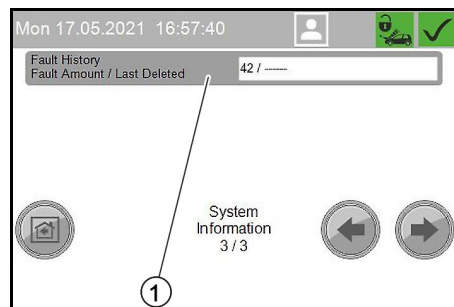 Mon 17.05.2021 16:57:40
Fault History
Fault Amount / Last Deleted
42 / -----
System
Information
3 / 3
1